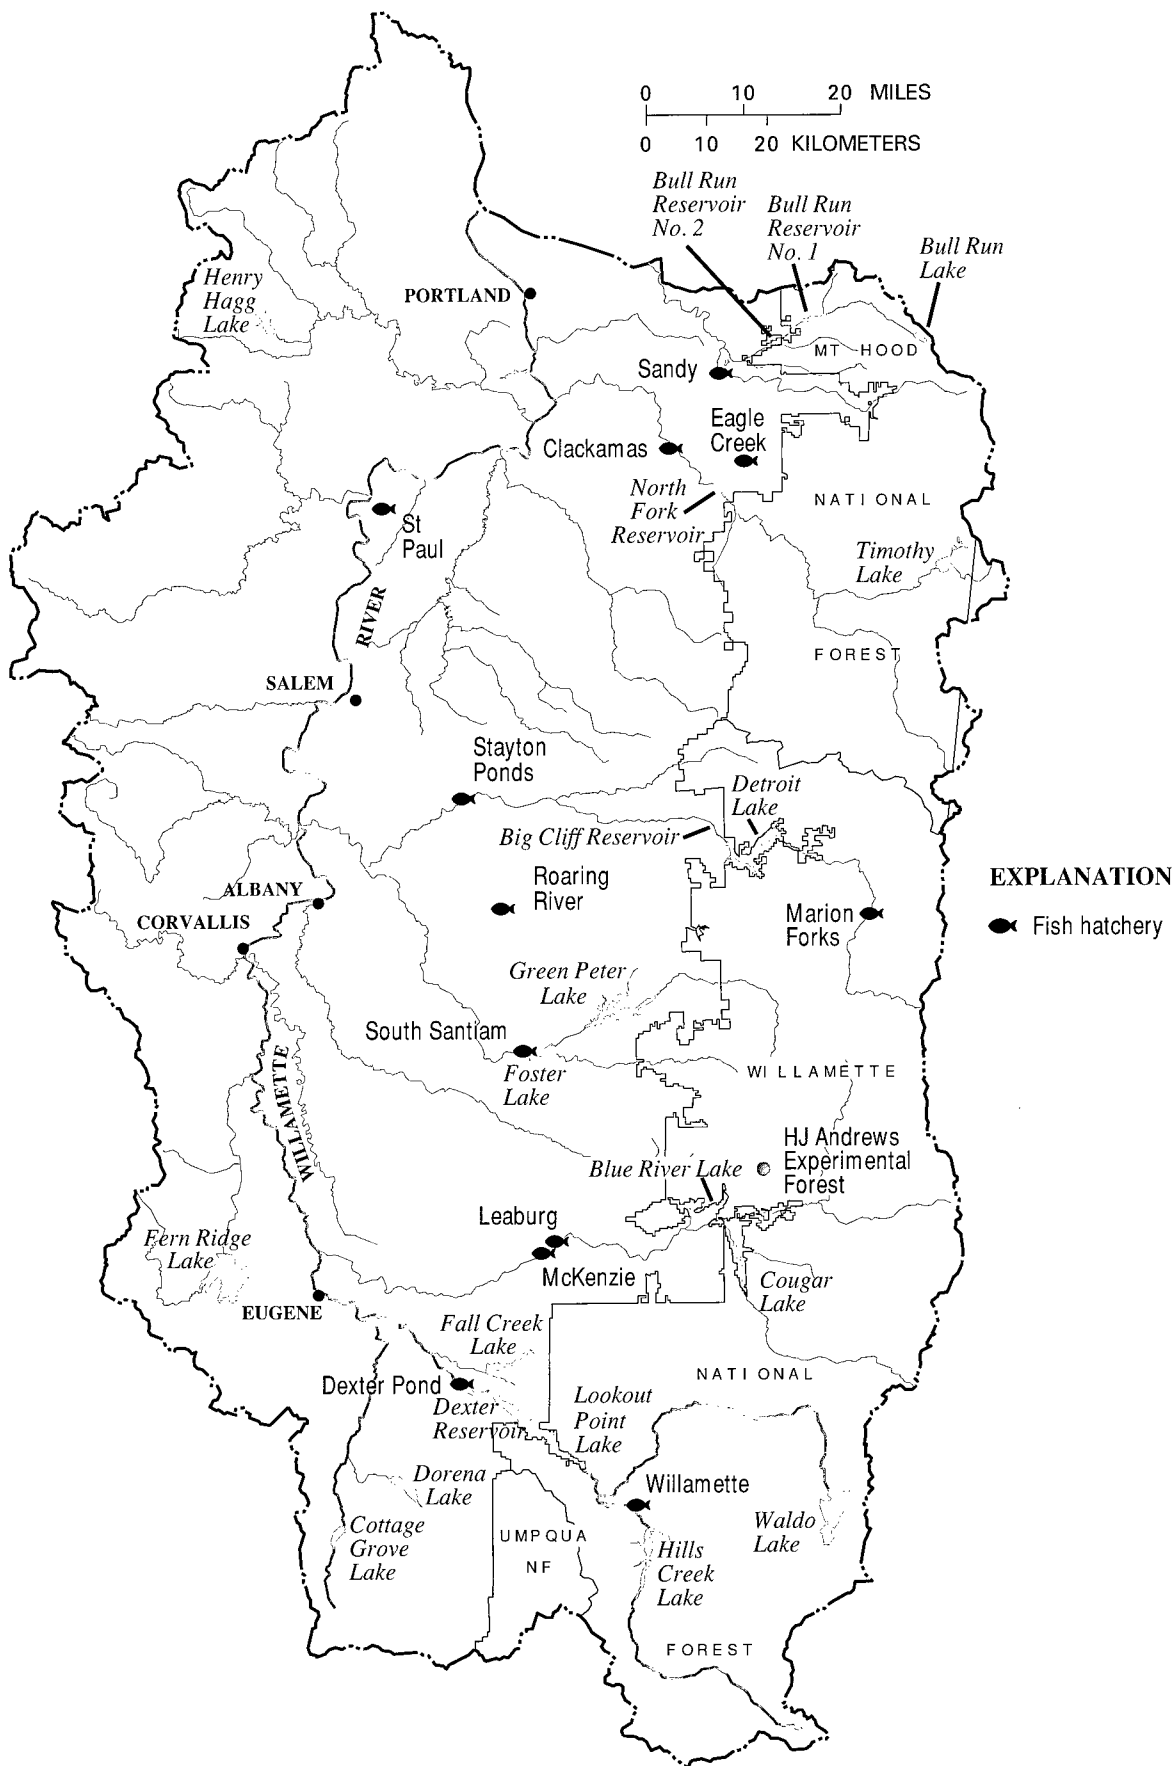 0 10 20 MILES
0 10 20 KILOMETERS
Bull Run
Reservoir
No. 2
Bull Run
Reservoir
No. 1
Bull Run
Lake
Henry
Hagg
Lake
PORTLAND
MT HOOD
Sandy
Eagle
Creek
Clackamas
North
Fork
Reservoir
NATIONAL
St
Paul
Timothy
Lake
RIVER
FOREST
SALEM
Stayton
Ponds
Detroit
Lake
Big Cliff Reservoir
Roaring
River
EXPLANATION
Fish hatchery
ALBANY
CORVALLIS
Marion
Forks
Green Peter
Lake
South Santiam
Foster
Lake
WILLAMETTE
WILLAMETTE
HJ Andrews
Experimental
Forest
Blue River Lake
Leaburg
McKenzie
Fern Ridge
Lake
Cougar
Lake
EUGENE
Fall Creek
Lake
NATIONAL
Dexter Pond
Dexter
Reservoir
Lookout
Point
Lake
Dorena
Lake
Willamette
Waldo
Lake
Cottage
Grove
Lake
UMPQUA
NF
Hills
Creek
Lake
FOREST